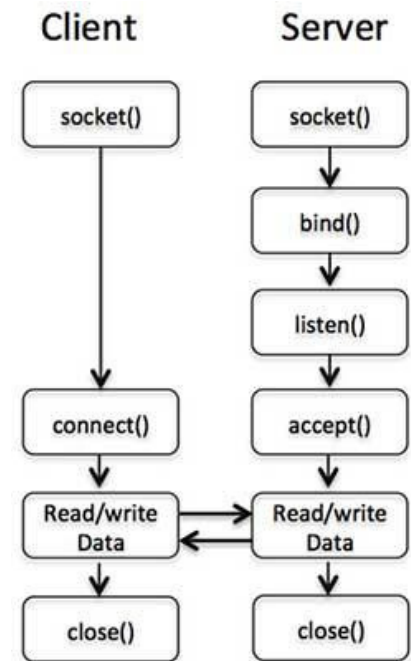 Client Server
socket() socket()
bind()
listen()
connect() accept()
Read/write Read/write
Data Data
close() close()